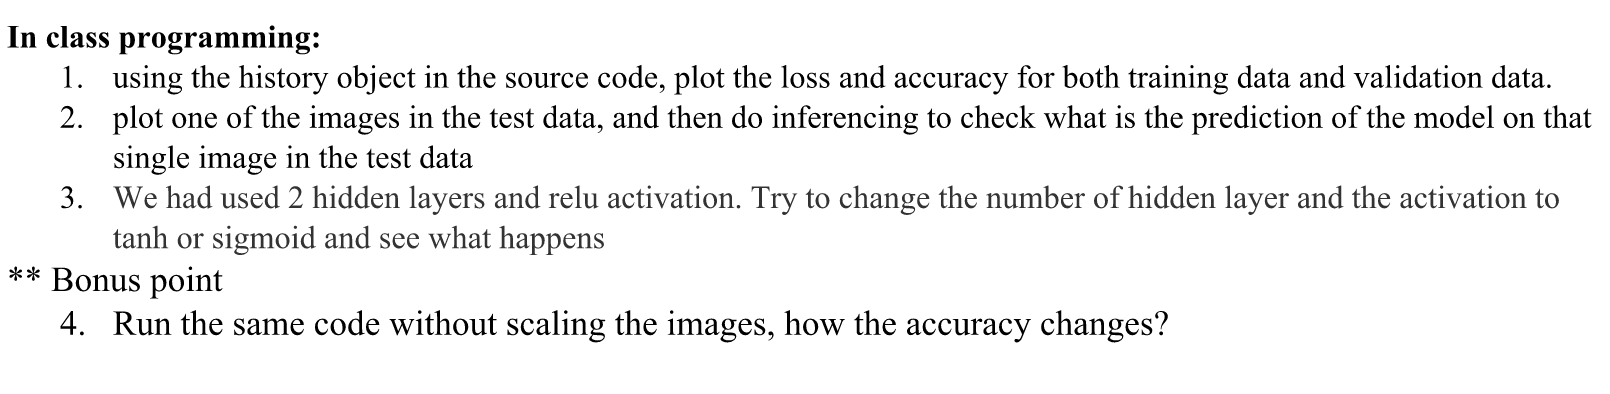 In class programming:
1. using the history object in the source code, plot the loss and accuracy for both training data and validation data.
2. plot one of the images in the test data, and then do inferencing to check what is the prediction of the model on that
single image in the test data
3. We had used 2 hidden layers and relu activation. Try to change the number of hidden layer and the activation to
tanh or sigmoid and see what happens
** Bonus point
4. Run the same code without scaling the images, how the accuracy changes?